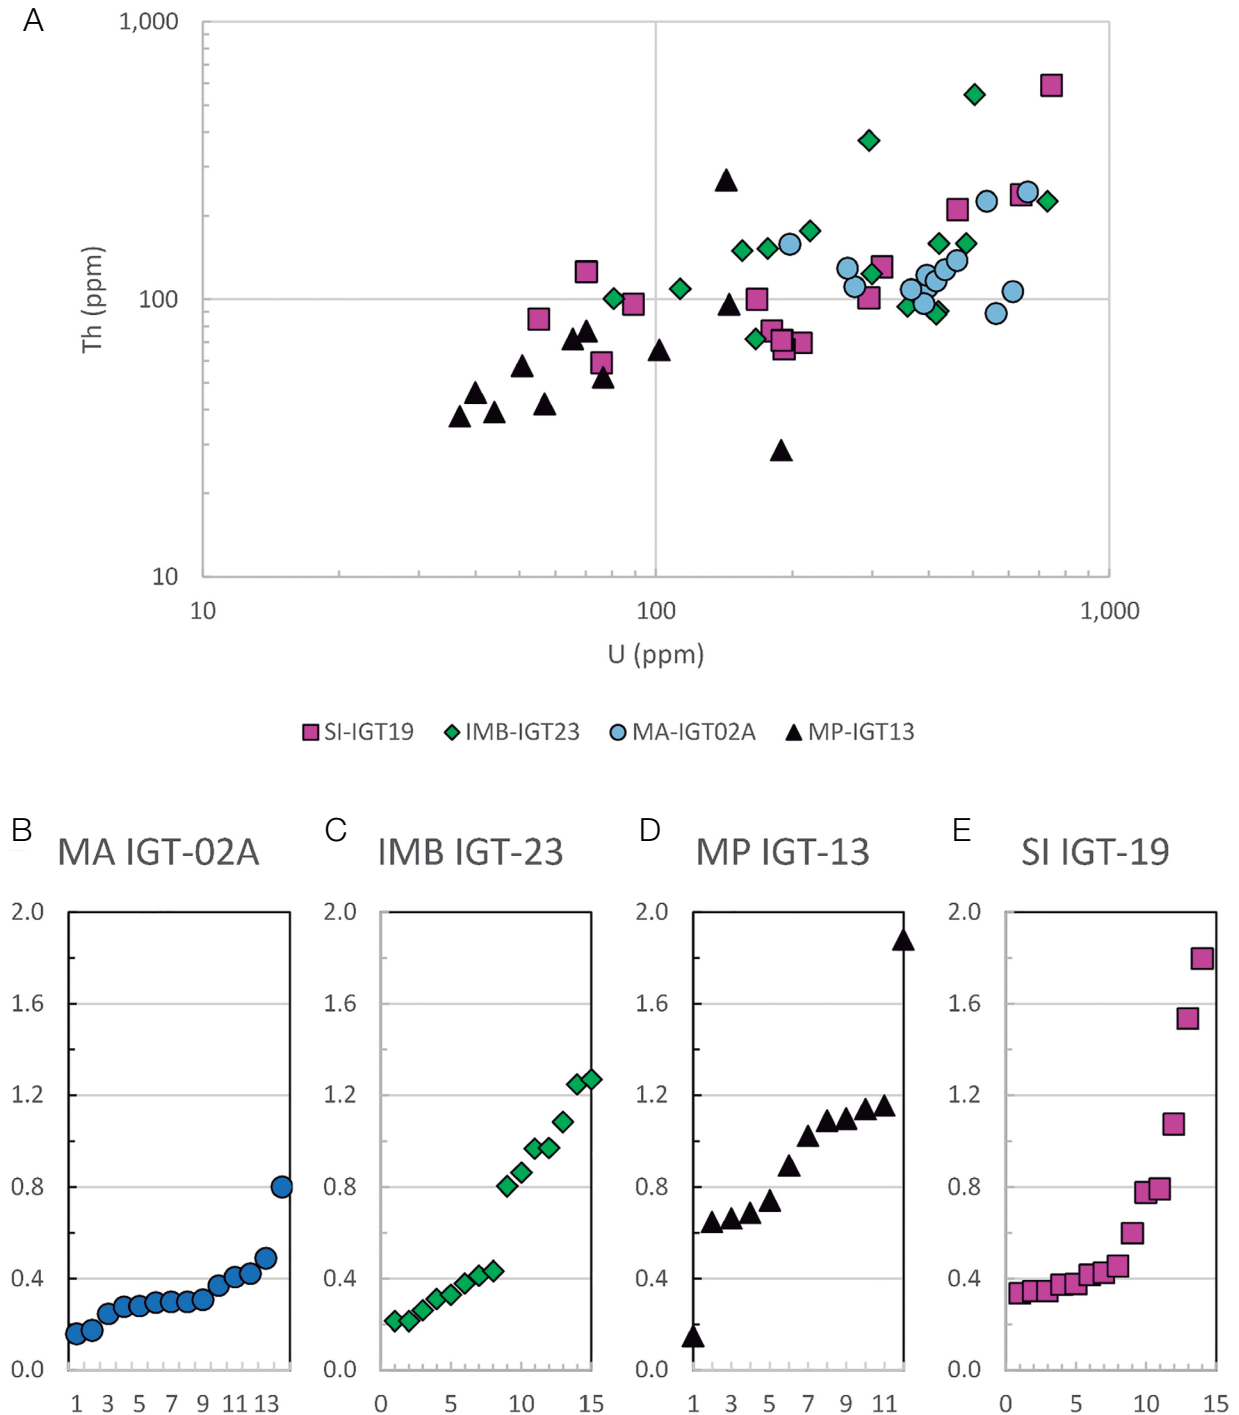 A
1,000
100
10
Th (ppm)
10 100 1,000
U (ppm)
SI-IGT19 IMB-IGT23 MA-IGT02A MP-IGT13
B MA IGT-02A
2.0
1.6
1.2
0.8
0.4
0.0
1 3 5 7 9 11 13
C IMB IGT-23
2.0
1.6
1.2
0.8
0.4
0.0
0 5 10 15
D MP IGT-13
2.0
1.6
1.2
0.8
0.4
0.0
1 3 5 7 9 11
E SI IGT-19
2.0
1.6
1.2
0.8
0.4
0.0
0 5 10 15